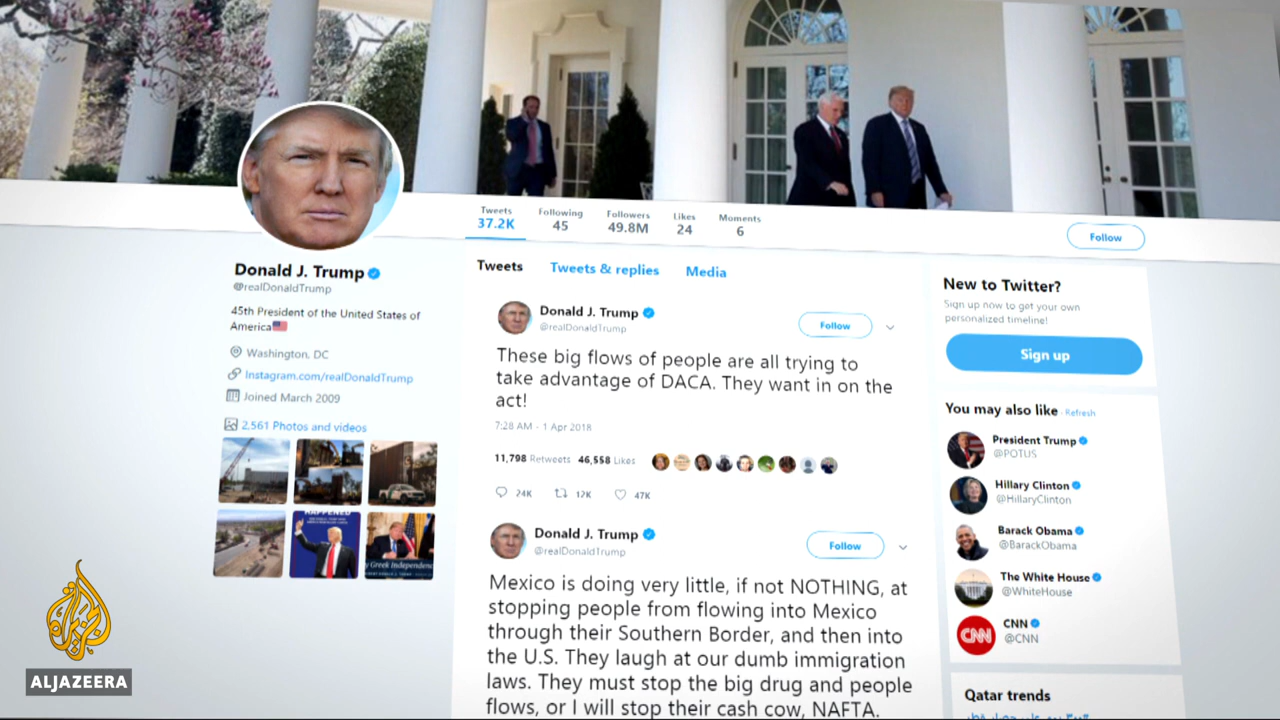 Tweets
37.2K
Following
45
Followers
49.8M
Likes
24
Moments
6
Follow
Donald J. Trump
@realDonaldTrump
45th President of the United States of
America
Washington, DC
Instagram.com/realDonaldTrump
Joined March 2009
2,561 Photos and videos
Tweets Tweets & replies Media
Donald J. Trump
@realDonaldTrump
Follow
These big flows of people are all trying to
take advantage of DACA. They want in on the
act!
7:28 AM - 1 Apr 2018
11,798 Retweets 46,558 Likes
24K 12K 47K
Donald J. Trump
@realDonaldTrump
Follow
Mexico is doing very little, if not NOTHING, at
stopping people from flowing into Mexico
through their Southern Border, and then into
the U.S. They laugh at our dumb immigration
laws. They must stop the big drug and people
flows, or I will stop their cash cow, NAFTA.
New to Twitter?
Sign up now to get your own
personalized timeline!
Sign up
You may also like · Refresh
President Trump
@POTUS
Hillary Clinton
@HillaryClinton
Barack Obama
@BarackObama
The White House
@WhiteHouse
CNN
CNN
@CNN
Qatar trends
HAPPENED
Greek Independence
ALJAZEERA